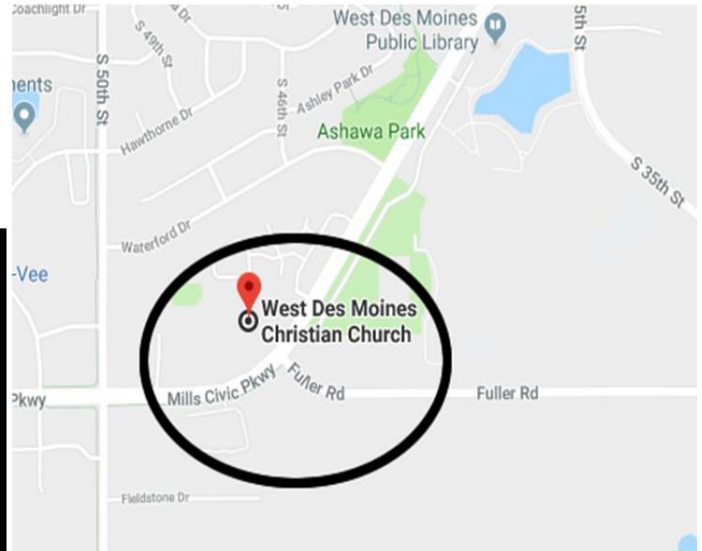 Coachlight Dr
West Des Moines
Public Library
5th St
S 49th St
Dr
S 50th St
nents
S 46th St
Ashley Park Dr
Hawthorne Dr
Ashawa Park
S 35th St
Waterford Dr
-Vee
West Des Moines
Christian Church
Pkwy
Mills Civic Pkwy
Fuller Rd
Fuller Rd
Fieldstone Dr